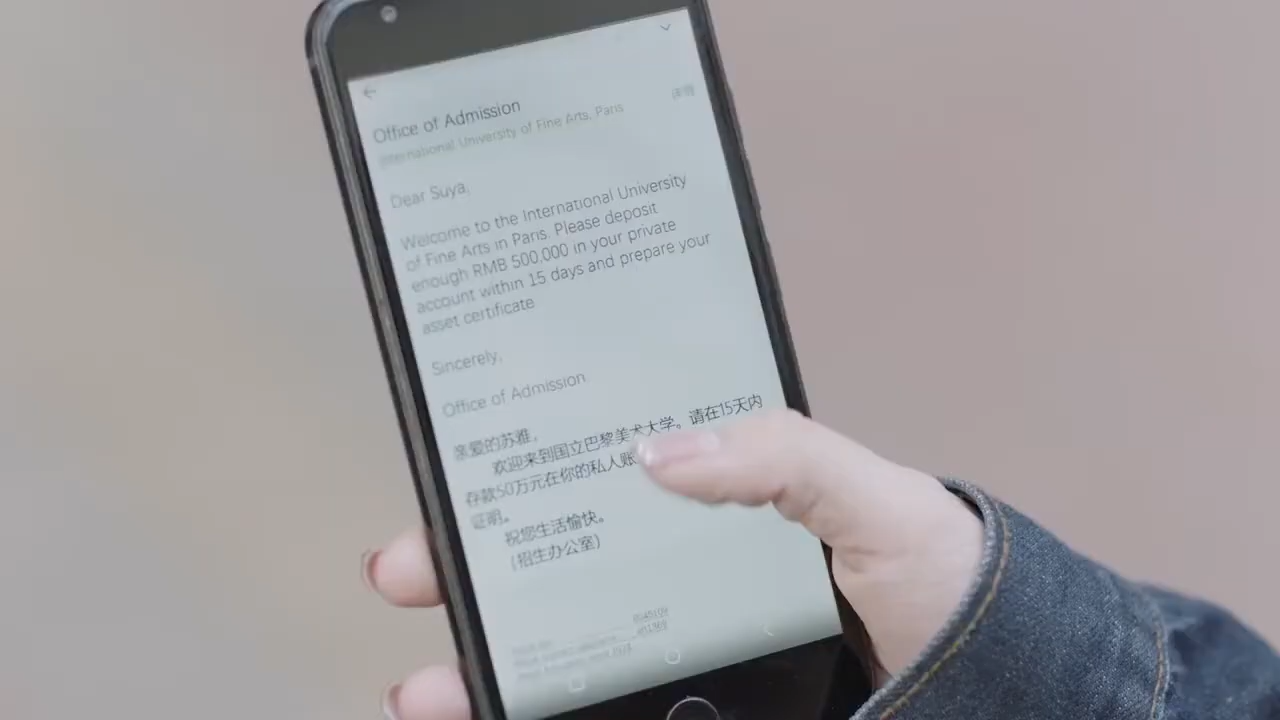 Office of Admission
International University of Fine Arts, Paris
详情
Dear Suya,
Welcome to the International University
of Fine Arts in Paris. Please deposit
enough RMB 500,000 in your private
account within 15 days and prepare your
asset certificate
Sincerely,
Office of Admission
亲爱的苏雅,
欢迎来到国立巴黎美术大学。请在15天内
存款50万元在你的私人账
证明。
祝您生活愉快。
(招生办公室)